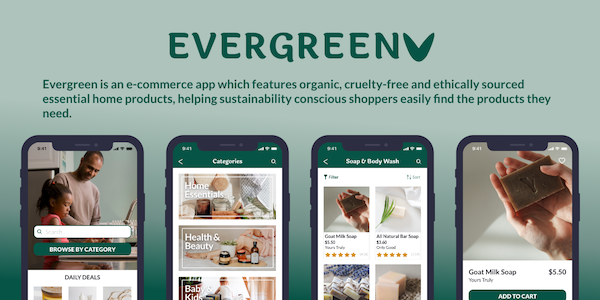 EVERGREEN
Evergreen is an e-commerce app which features organic, cruelty-free and ethically sourced
essential home products, helping sustainability conscious shoppers easily find the products they
need.
9:41
Search
BROWSE BY CATEGORY
DAILY DEALS
9:41
Categories
Home
Essentials
Health &
Beauty
Baby &
Kids
9:41
Soap & Body Wash
Filter
Sort
Goat Milk Soap
$5.50
Yours Truly
All Natural Bar Soap
$3.60
Only Good
9:41
Goat Milk Soap $5.50
Yours Truly
ADD TO CART